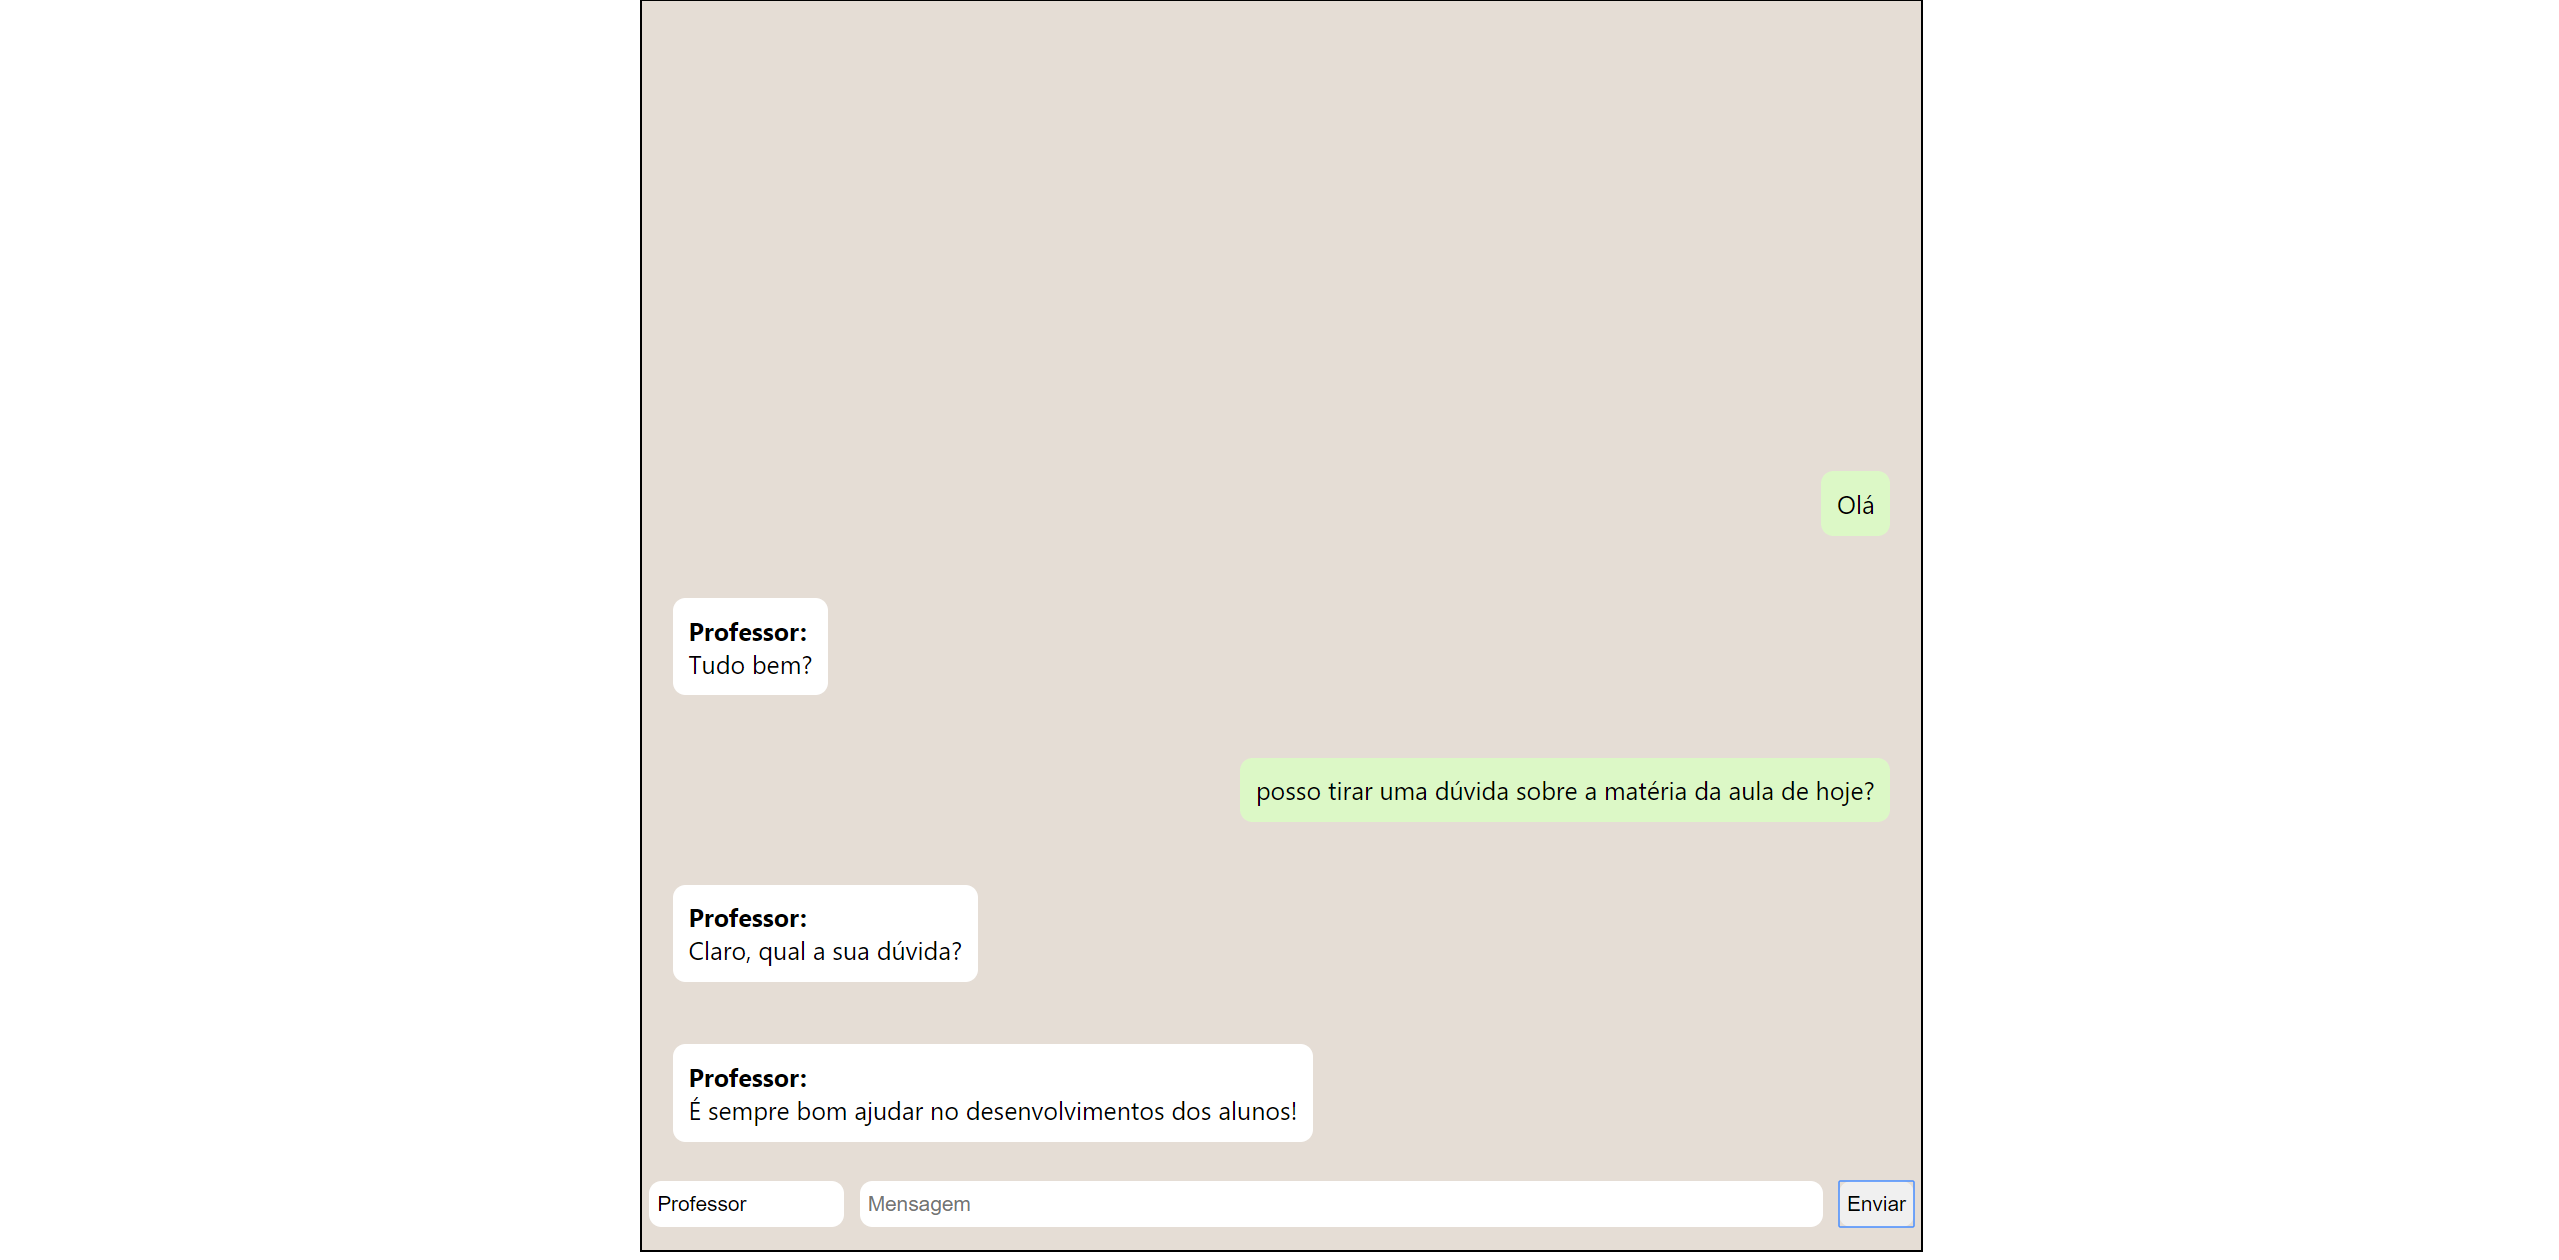 Olá
Professor:
Tudo bem?
posso tirar uma dúvida sobre a matéria da aula de hoje?
Professor:
Claro, qual a sua dúvida?
Professor:
É sempre bom ajudar no desenvolvimentos dos alunos!
Professor Mensagem Enviar